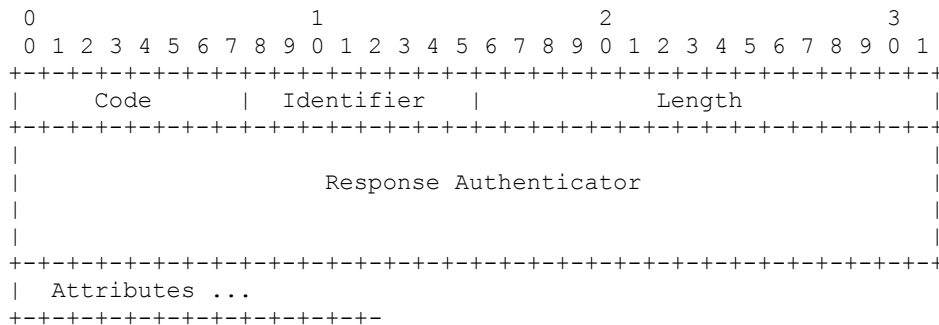 0                   1                   2                   3
0 1 2 3 4 5 6 7 8 9 0 1 2 3 4 5 6 7 8 9 0 1 2 3 4 5 6 7 8 9 0 1
+-+-+-+-+-+-+-+-+-+-+-+-+-+-+-+-+-+-+-+-+-+-+-+-+-+-+-+-+-+-+-+-+
|     Code      |  Identifier   |            Length             |
+-+-+-+-+-+-+-+-+-+-+-+-+-+-+-+-+-+-+-+-+-+-+-+-+-+-+-+-+-+-+-+-+
|                                                               |
|                     Response Authenticator                    |
|                                                               |
|                                                               |
+-+-+-+-+-+-+-+-+-+-+-+-+-+-+-+-+-+-+-+-+-+-+-+-+-+-+-+-+-+-+-+-+
|  Attributes ...
+-+-+-+-+-+-+-+-+-+-+-+-+-